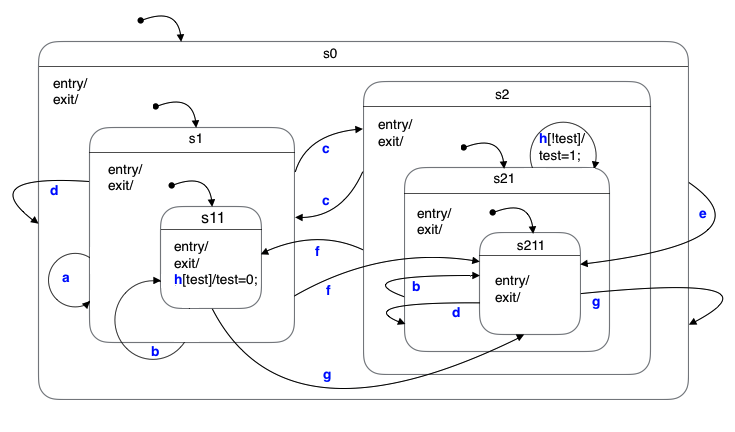 s0
entry/
exit/
s2
entry/
exit/
h[!test]/
test=1;
s1
entry/
exit/
c
c
s21
entry/
exit/
d
s11
entry/
exit/
h[test]/test=0;
e
s211
entry/
exit/
f
f
a
b
d
g
b
g